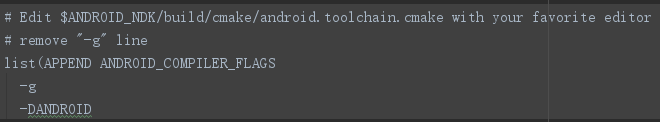 # Edit $ANDROID_NDK/build/cmake/android.toolchain.cmake with your favorite editor
# remove "-g" line
list(APPEND ANDROID_COMPILER_FLAGS
  -g
  -DANDROID